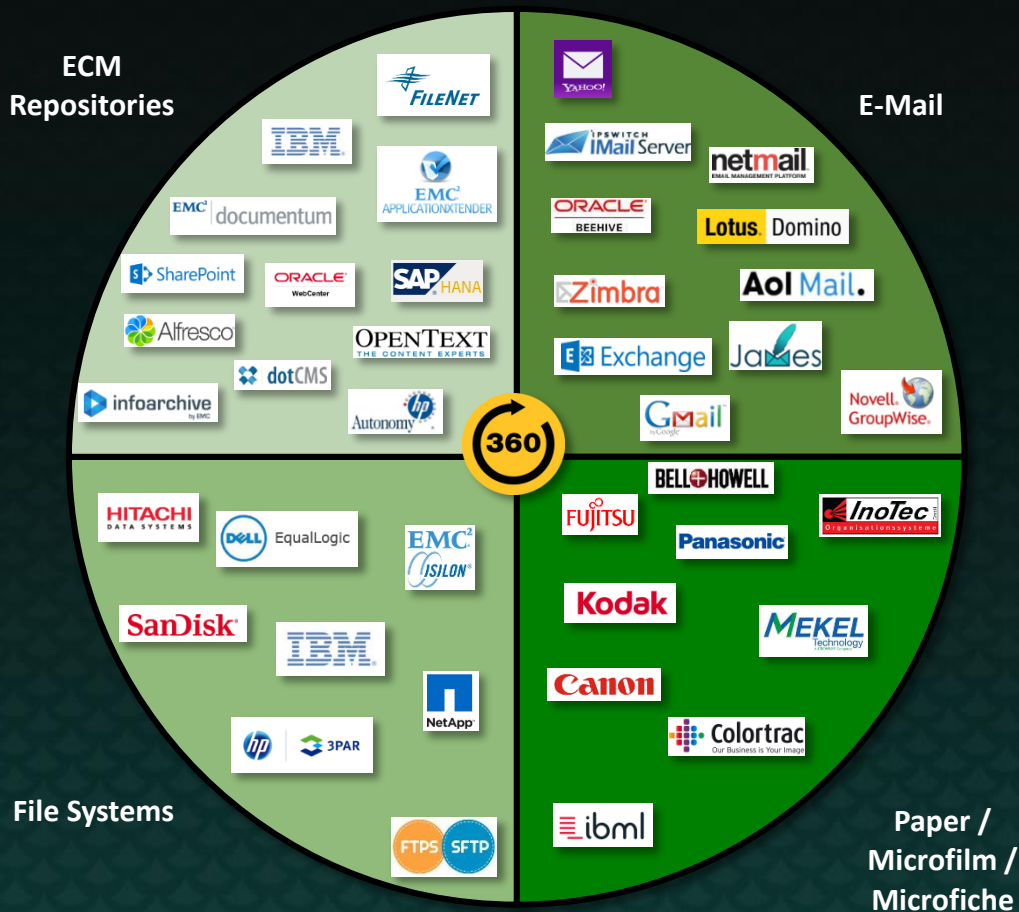 ECM
Repositories
FILENET
IBM
EMC²
APPLICATIONXTENDER
EMC² documentum
SharePoint
ORACLE
WebCenter
SAP HANA
Alfresco
OPENTEXT
THE CONTENT EXPERTS
dotCMS
infoarchive
by EMC
Autonomy hp
E-Mail
YAHOO!
IPSWITCH
IMail Server
netmail
EMAIL MANAGEMENT PLATFORM
ORACLE
BEEHIVE
Lotus. Domino
Zimbra
Aol Mail.
Exchange
James
Gmail
by Google
Novell.
GroupWise.
360
File Systems
HITACHI
DATA SYSTEMS
DELL EqualLogic
EMC²
ISILON®
SanDisk
IBM
NetApp
hp 3PAR
FTPS SFTP
Paper /
Microfilm /
Microfiche
BELL HOWELL
FUJITSU
InoTec
Organisationssysteme
Panasonic
Kodak
MEKEL
Technology
Canon
Colortrac
Our Business is Your Image
ibml